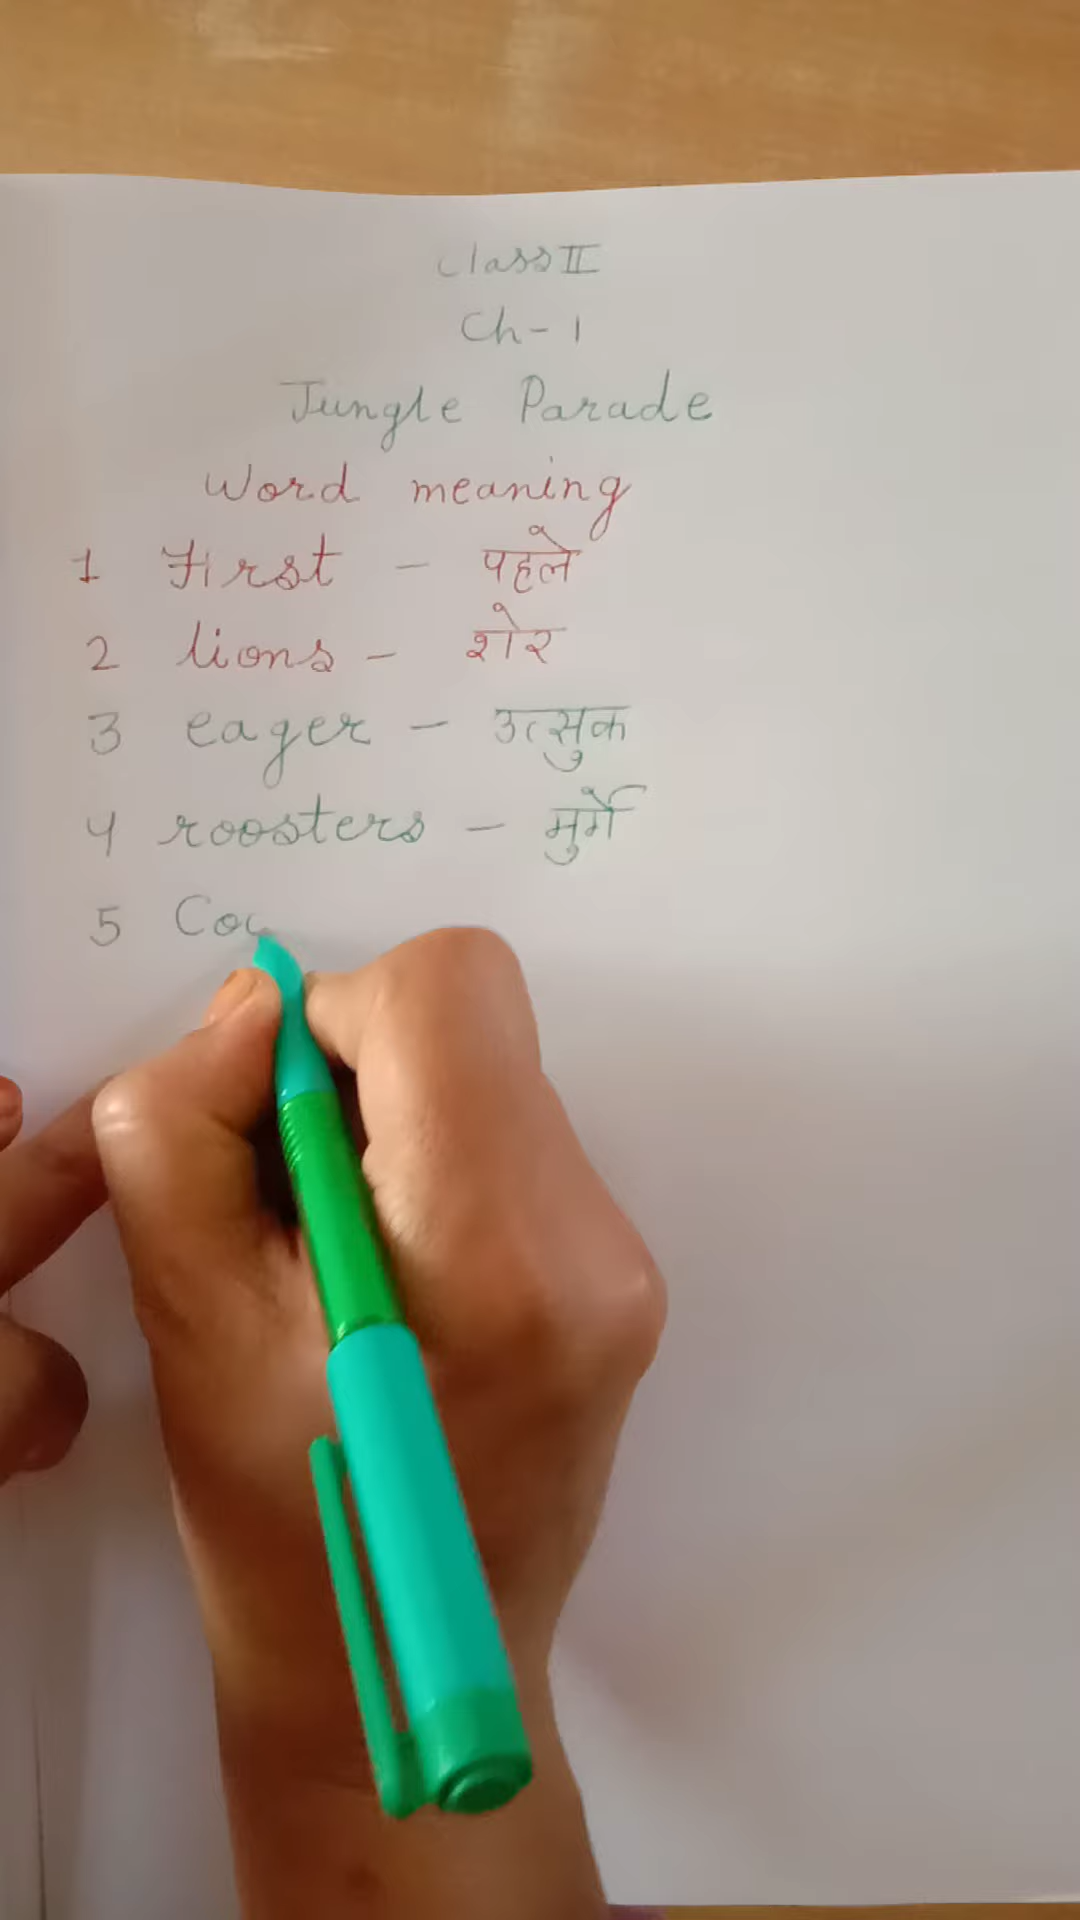 Class II
Ch-1
Jungle Parade
Word meaning
1 First - पहले
2 lions - शेर
3 eager - उत्सुक
4 roosters - मुर्गे
5